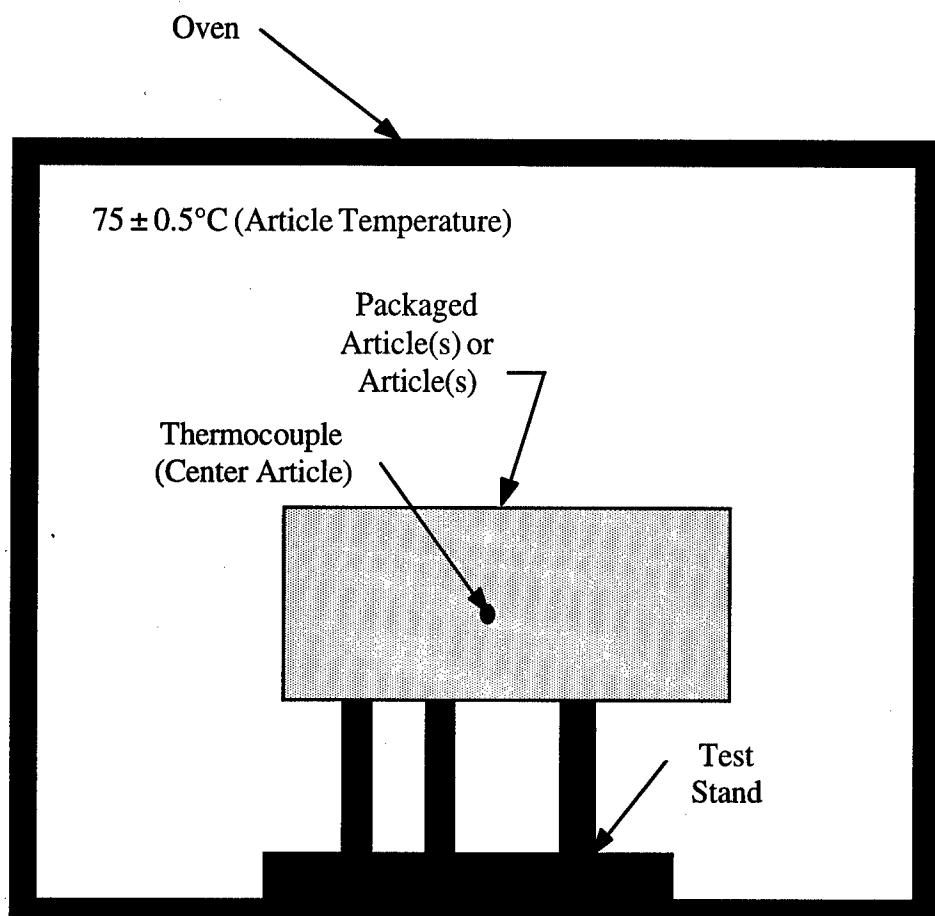 Oven
75 ± 0.5°C (Article Temperature)
Packaged
Article(s) or
Article(s)
Thermocouple
(Center Article)
Test
Stand